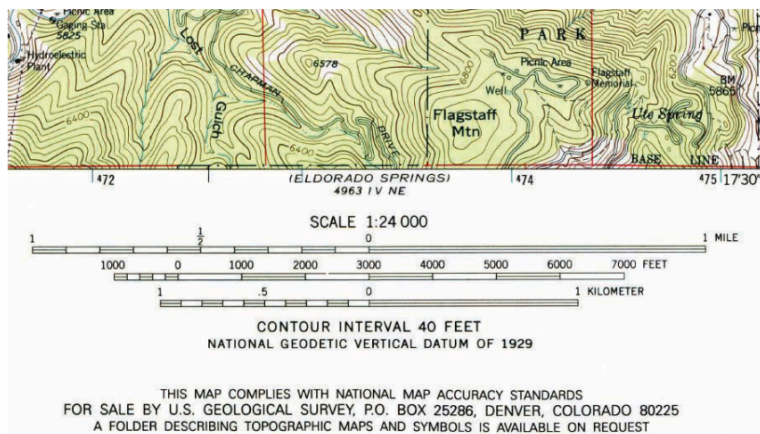 Picnic Area
Gaging Sta
5825
Hydroelectric
Plant
Lost
Gulch
CHAPMAN
DRIVE
6578
6400
6400
PARK
6800
Picnic Area
Well
Flagstaff
Memorial
Flagstaff
Mtn
6200
BM
5865
Ute Spring
BASE LINE
472
(ELDORADO SPRINGS)
4963 IV NE
474
475
17'30"
SCALE 1:24 000
1 1/2 0 1 MILE
1000 0 1000 2000 3000 4000 5000 6000 7000 FEET
1 .5 0 1 KILOMETER
CONTOUR INTERVAL 40 FEET
NATIONAL GEODETIC VERTICAL DATUM OF 1929
THIS MAP COMPLIES WITH NATIONAL MAP ACCURACY STANDARDS
FOR SALE BY U.S. GEOLOGICAL SURVEY, P.O. BOX 25286, DENVER, COLORADO 80225
A FOLDER DESCRIBING TOPOGRAPHIC MAPS AND SYMBOLS IS AVAILABLE ON REQUEST